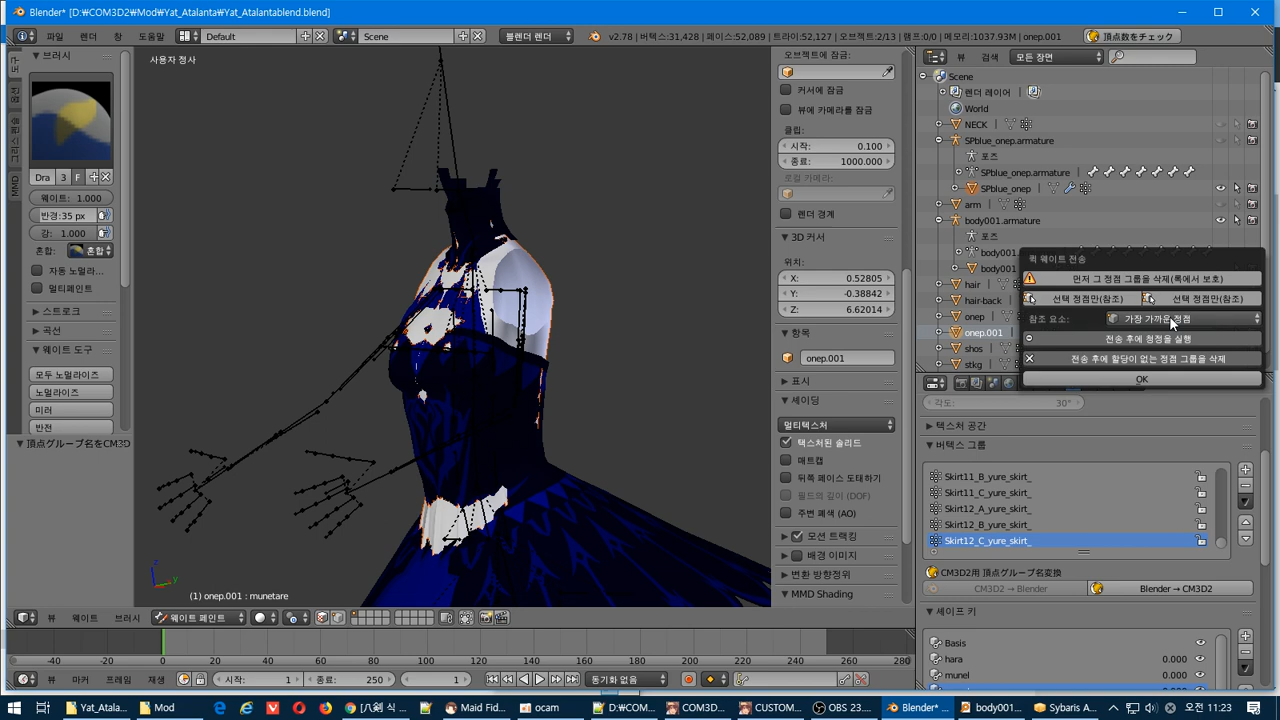 Blender* [D:₩COM3D2₩Mod₩Yat_Atalanta₩Yat_Atalantablend.blend]
파일 렌더 창 도움말 Default Scene 블렌더 렌더 v2.78 | 버텍스:31,428 | 페이스:52,089 | 트라이:52,127 | 오브젝트:2/13 | 램프:0/0 | 메모리:1037.93M | onep.001 頂点数をチェック
브러시
Dra 3 F
웨이트: 1.000
반경:35 px
강: 1.000
혼합: 혼합
자동 노멀라...
멀티페인트
스트로크
곡선
웨이트 도구
모두 노멀라이즈
노멀라이즈
미러
반전
頂点グループ名をCM3D
MMD
사용자 정사
(1) onep.001 : munetare
오브젝트에 잠금:
커서에 잠금
뷰에 카메라를 잠금
클립:
시작: 0.100
종료: 1000.000
로컬 카메라:
렌더 경계
3D 커서
위치:
X: 0.52805
Y: -0.38842
Z: 6.62014
항목
onep.001
표시
셰이딩
멀티텍스처
텍스처된 솔리드
매트캡
뒤쪽 페이스 도태하기
필드의 깊이 (DOF)
주변 폐색 (AO)
모션 트랙킹
배경 이미지
변환 방향정위
MMD Shading
뷰 검색 모든 장면
Scene
렌더 레이어
World
NECK
SPblue_onep.armature
포즈
SPblue_onep.armature
SPblue_onep
arm
body001.armature
포즈
body001.
body001
hair
hair-back
onep
onep.001
shos
stkg
퀵 웨이트 전송
먼저 그 정점 그룹을 삭제(록에서 보호)
선택 정점만(참조) 선택 정점만(참조)
참조 요소: 가장 가까운 정점
전송 후에 청정을 실행
전송 후에 할당이 없는 정점 그룹을 삭제
OK
각도: 30°
텍스처 공간
버텍스 그룹
Skirt11_B_yure_skirt_
Skirt11_C_yure_skirt_
Skirt12_A_yure_skirt_
Skirt12_B_yure_skirt_
Skirt12_C_yure_skirt_
CM3D2用 頂点グループ名変換
CM3D2 → Blender Blender → CM3D2
셰이프 키
Basis
hara 0.000
munel 0.000
뷰 웨이트 브러시 웨이트 페인트
-40 -20 0 20 40 60 80 100 120 140 160 180 200 220 240 260 280
뷰 마커 프레임 재생 시작: 1 종료: 250 1 동기화 없음
Yat_Atala... Mod [八剣 式 ... Maid Fid... ocam D:₩COM... COM3D... CUSTOM... OBS 23.... Blender* ... body001... Sybaris A... 오전 11:23